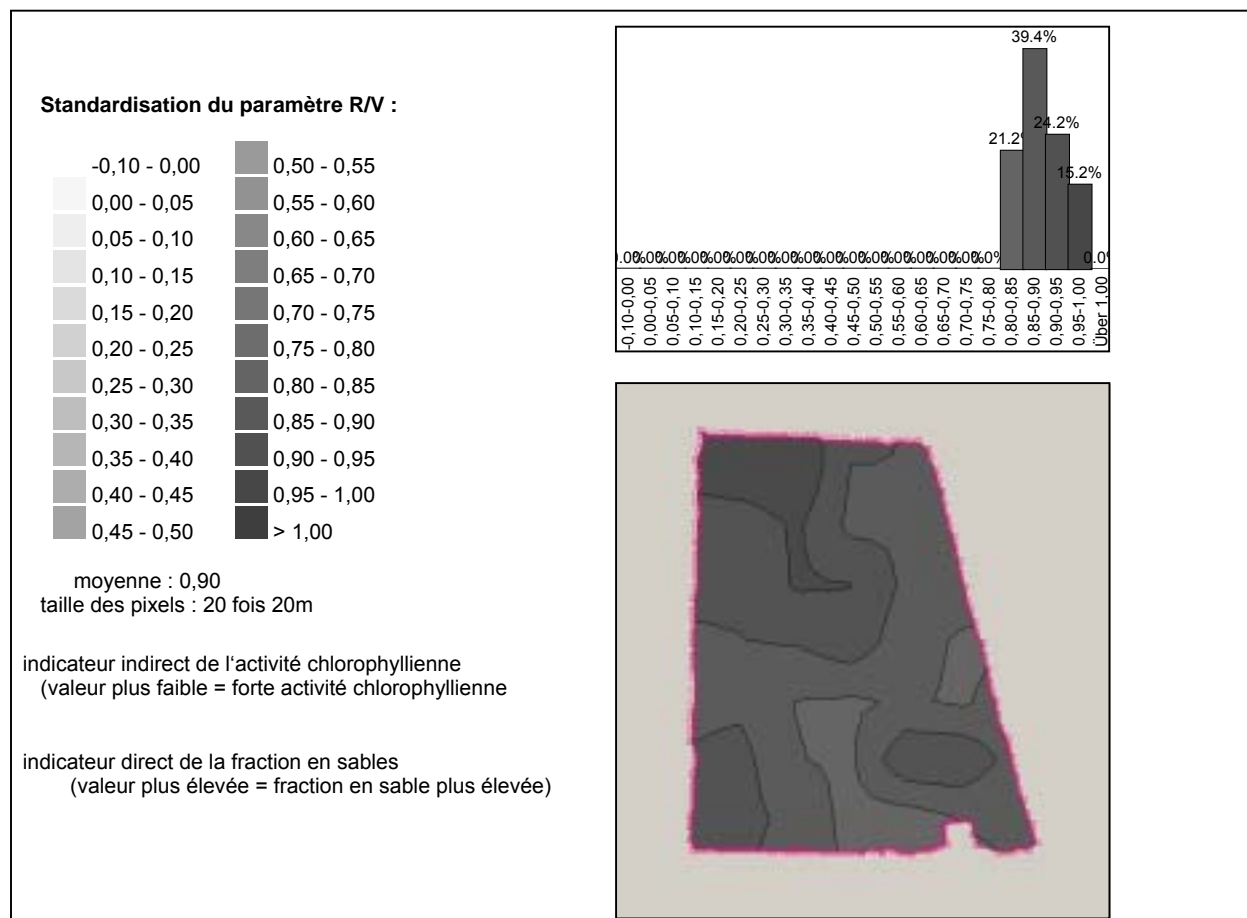 Standardisation du paramètre R/V :
-0,10 - 0,00
0,00 - 0,05
0,05 - 0,10
0,10 - 0,15
0,15 - 0,20
0,20 - 0,25
0,25 - 0,30
0,30 - 0,35
0,35 - 0,40
0,40 - 0,45
0,45 - 0,50
0,50 - 0,55
0,55 - 0,60
0,60 - 0,65
0,65 - 0,70
0,70 - 0,75
0,75 - 0,80
0,80 - 0,85
0,85 - 0,90
0,90 - 0,95
0,95 - 1,00
> 1,00
moyenne : 0,90
taille des pixels : 20 fois 20m
indicateur indirect de l‘activité chlorophyllienne
(valeur plus faible = forte activité chlorophyllienne
indicateur direct de la fraction en sables
(valeur plus élevée = fraction en sable plus élevée)
39.4%
24.2%
21.2%
15.2%
-0,10-0,00
0,00-0,05
0,05-0,10
0,10-0,15
0,15-0,20
0,20-0,25
0,25-0,30
0,30-0,35
0,35-0,40
0,40-0,45
0,45-0,50
0,50-0,55
0,55-0,60
0,60-0,65
0,65-0,70
0,70-0,75
0,75-0,80
0,80-0,85
0,85-0,90
0,90-0,95
0,95-1,00
Über 1,00